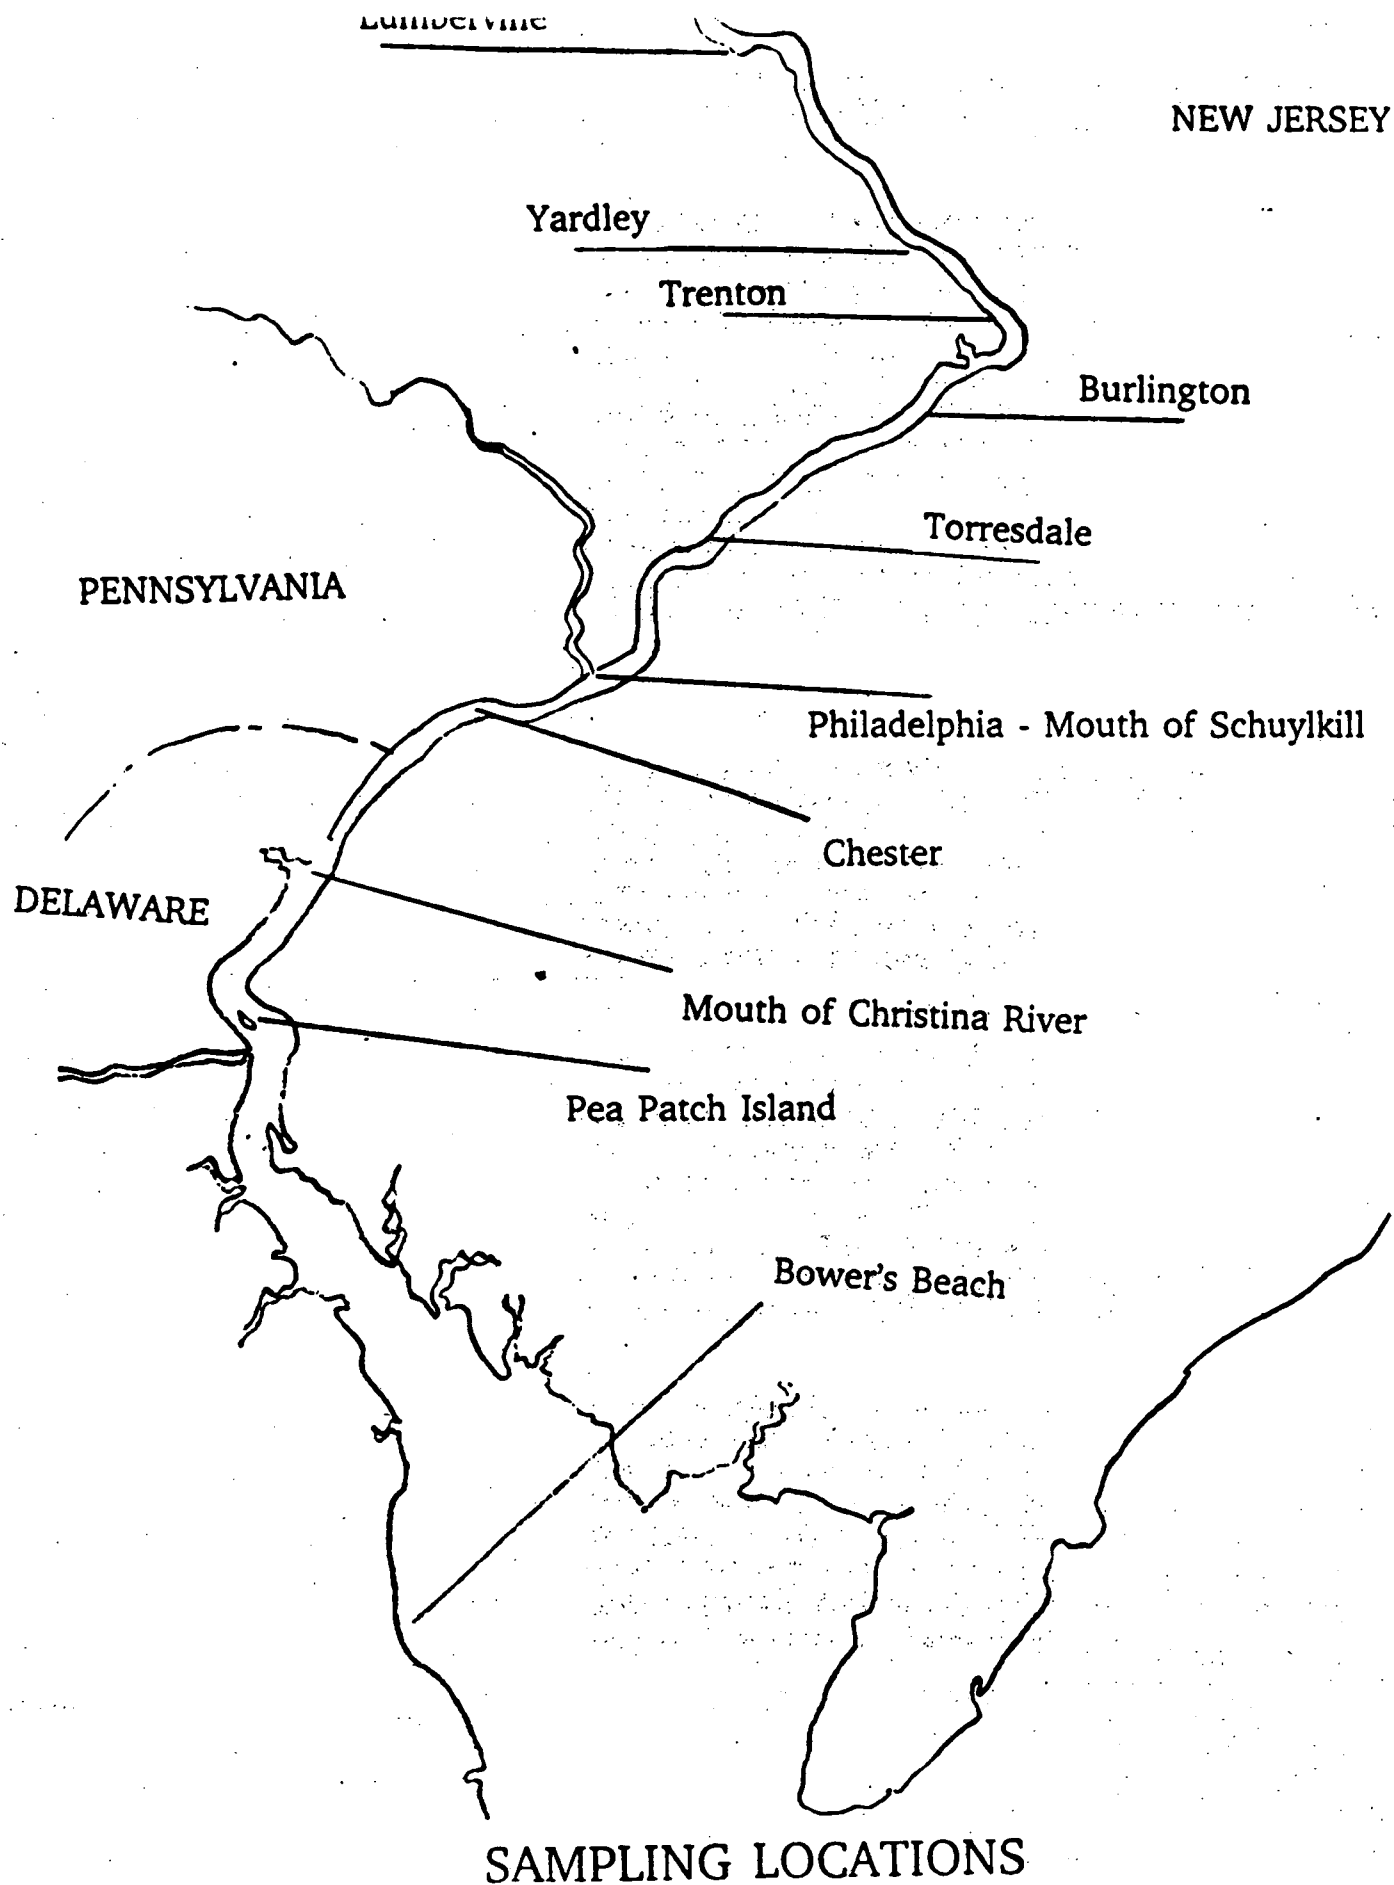 Lumberville
NEW JERSEY
Yardley
Trenton
Burlington
Torresdale
PENNSYLVANIA
Philadelphia - Mouth of Schuylkill
Chester
DELAWARE
Mouth of Christina River
Pea Patch Island
Bower's Beach
SAMPLING LOCATIONS